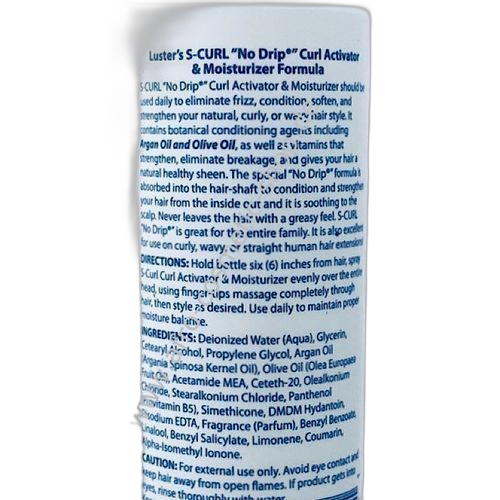 Luster's S-CURL "No Drip®" Curl Activator
& Moisturizer Formula
S-CURL "No Drip®" Curl Activator & Moisturizer should be
used daily to eliminate frizz, condition, soften, and
strengthen your natural, curly, or wavy hair style. It
contains botanical conditioning agents including
Argan Oil and Olive Oil, as well as vitamins that
strengthen, eliminate breakage, and gives your hair a
natural healthy sheen. The special "No Drip®" formula is
absorbed into the hair-shaft to condition and strengthen
your hair from the inside out and it is soothing to the
scalp. Never leaves the hair with a greasy feel. S-CURL
"No Drip®" is great for the entire family. It is also excellent
for use on curly, wavy, or straight human hair extensions!
DIRECTIONS: Hold bottle six (6) inches from hair, spray
S-Curl Curl Activator & Moisturizer evenly over the entire
head, using fingertips massage completely through
hair, then style as desired. Use daily to maintain proper
moisture balance.
INGREDIENTS: Deionized Water (Aqua), Glycerin,
Cetearyl Alcohol, Propylene Glycol, Argan Oil
(Argania Spinosa Kernel Oil), Olive Oil (Olea Europaea
Fruit Oil), Acetamide MEA, Ceteth-20, Olealkonium
Chloride, Stearalkonium Chloride, Panthenol
(Provitamin B5), Simethicone, DMDM Hydantoin,
Disodium EDTA, Fragrance (Parfum), Benzyl Benzoate,
Linalool, Benzyl Salicylate, Limonene, Coumarin,
Alpha-Isomethyl Ionone.
CAUTION: For external use only. Avoid eye contact and
keep hair away from open flames. If product gets into
eyes, rinse thoroughly with water